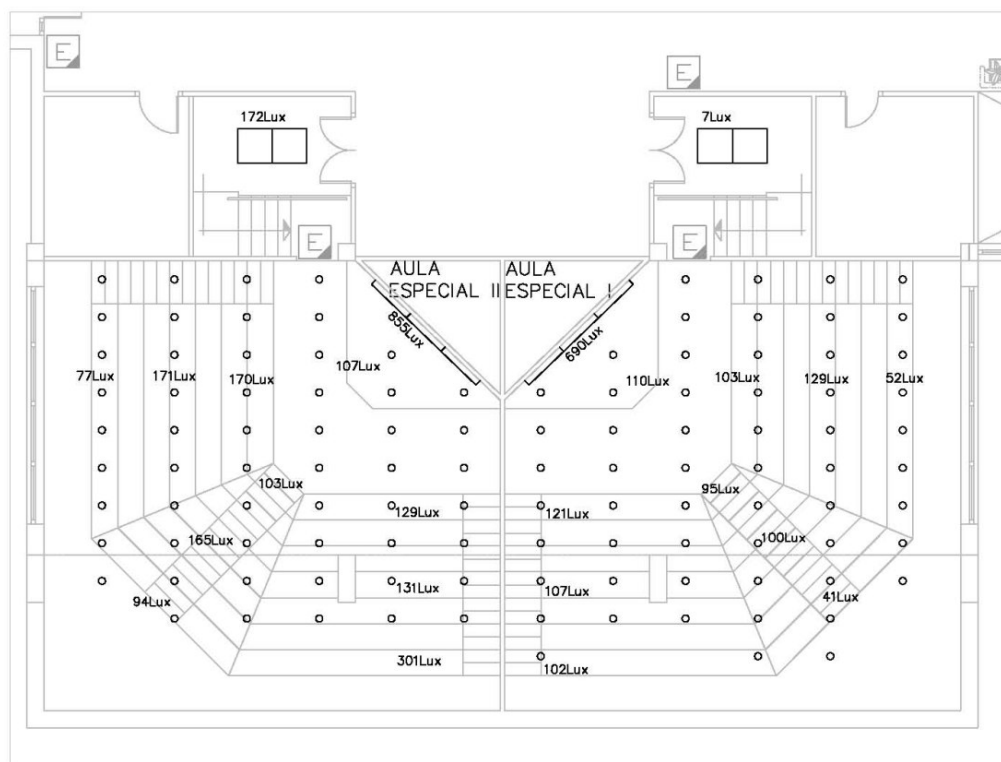 E
E
172Lux
7Lux
E
E
AULA
ESPECIAL II
AULA
ESPECIAL I
855Lux
690Lux
107Lux
110Lux
77Lux
171Lux
170Lux
103Lux
129Lux
52Lux
103Lux
95Lux
129Lux
121Lux
165Lux
100Lux
131Lux
107Lux
94Lux
41Lux
301Lux
102Lux